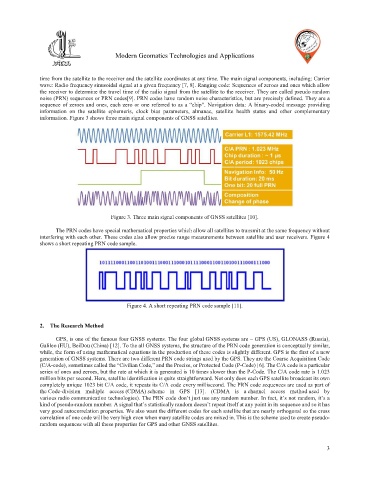 Modern Geomatics Technologies and Applications
time from the satellite to the receiver and the satellite coordinates at any time. The main signal components, including: Carrier
wave: Radio frequency sinusoidal signal at a given frequency [7, 8]. Ranging code: Sequences of zeroes and ones which allow
the receiver to determine the travel time of the radio signal from the satellite to the receiver. They are called pseudo random
noise (PRN) sequences or PRN codes[9]. PRN codes have random noise characteristics, but are precisely defined. They are a
sequence of zeroes and ones, each zero or one referred to as a "chip". Navigation data: A binary-coded message providing
information on the satellite ephemeris, clock bias parameters, almanac, satellite health status and other complementary
information. Figure 3 shows three main signal components of GNSS satellites.
Carrier L1: 1575.42 MHz
C/A PRN : 1.023 MHz
Chip duration : ~ 1 µs
C/A period: 1023 chips
Navigation info: 50 Hz
Bit duration: 20 ms
One bit: 20 full PRN
Composition
Change of phase
Figure 3. Three main signal components of GNSS satellites [10].
The PRN codes have special mathematical properties which allow all satellites to transmit at the same frequency without
interfering with each other. These codes also allow precise range measurements between satellite and user receivers. Figure 4
shows a short repeating PRN code sample.
Figure 4. A short repeating PRN code sample [11].
2. The Research Method
GPS, is one of the famous four GNSS systems. The four global GNSS systems are – GPS (US), GLONASS (Russia),
Galileo (EU), BeiDou (China) [12]. To the all GNSS systems, the structure of the PRN code generation is conceptually similar,
while, the form of using mathematical equations in the production of these codes is slightly different. GPS is the first of a new
generation of GNSS systems. There are two different PRN code strings used by the GPS. They are the Coarse Acquisition Code
(C/A-code), sometimes called the "Civilian Code," and the Precise, or Protected Code (P-Code) [6]. The C/A code is a particular
series of ones and zeroes, but the rate at which it is generated is 10 times slower than the P-Code. The C/A code rate is 1.023
million bits per second. Here, satellite identification is quite straightforward. Not only does each GPS satellite broadcast its own
completely unique 1023 bit C/A code, it repeats its C/A code every millisecond. The PRN code sequences are used as part of
the Code-division multiple access (CDMA) scheme in GPS [13]. (CDMA is a channel access method used by
various radio communication technologies). The PRN code don't just use any random number. In fact, it's not random, it's a
kind of pseudo-random number. A signal that's statistically random doesn't repeat itself at any point in its sequence and so it has
very good autocorrelation properties. We also want the different codes for each satellite that are nearly orthogonal so the cross
correlation of one code will be very high even when many satellite codes are mixed in. This is the scheme used to create pseudo-
random sequences with all these properties for GPS and other GNSS satellites.
3